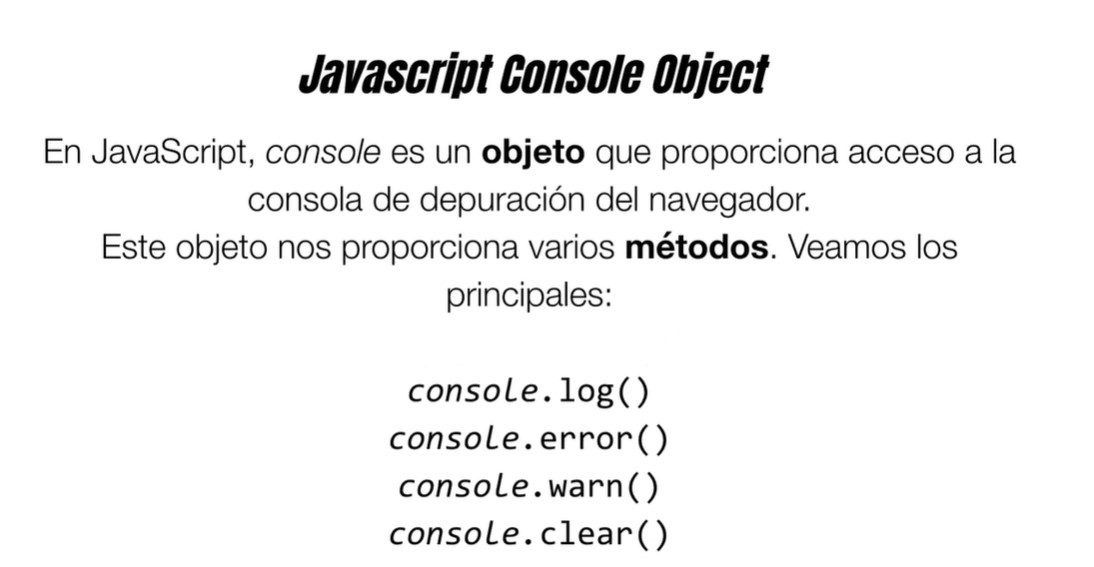 Javascript Console Object
En JavaScript, console es un objeto que proporciona acceso a la
consola de depuración del navegador.
Este objeto nos proporciona varios métodos. Veamos los
principales:
console.log()
console.error()
console.warn()
console.clear()